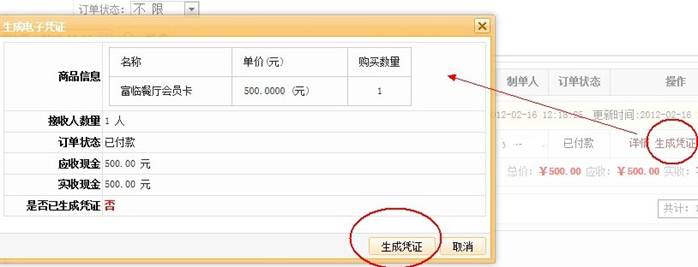 订单状态: 不 限
生成电子凭证
名称 单价(元) 购买数量
商品信息
富临餐厅会员卡 500.0000 (元) 1
接收人数量 1 人
订单状态 已付款
应收现金 500.00 元
实收现金 500.00 元
是否已生成凭证 否
生成凭证 取消
制单人 订单状态 操作
012-02-16 12:18:25 更新时间:2012-02-16
已付款 详情 生成凭证
总价:￥500.00 应收:￥500.00 实收:
共计: